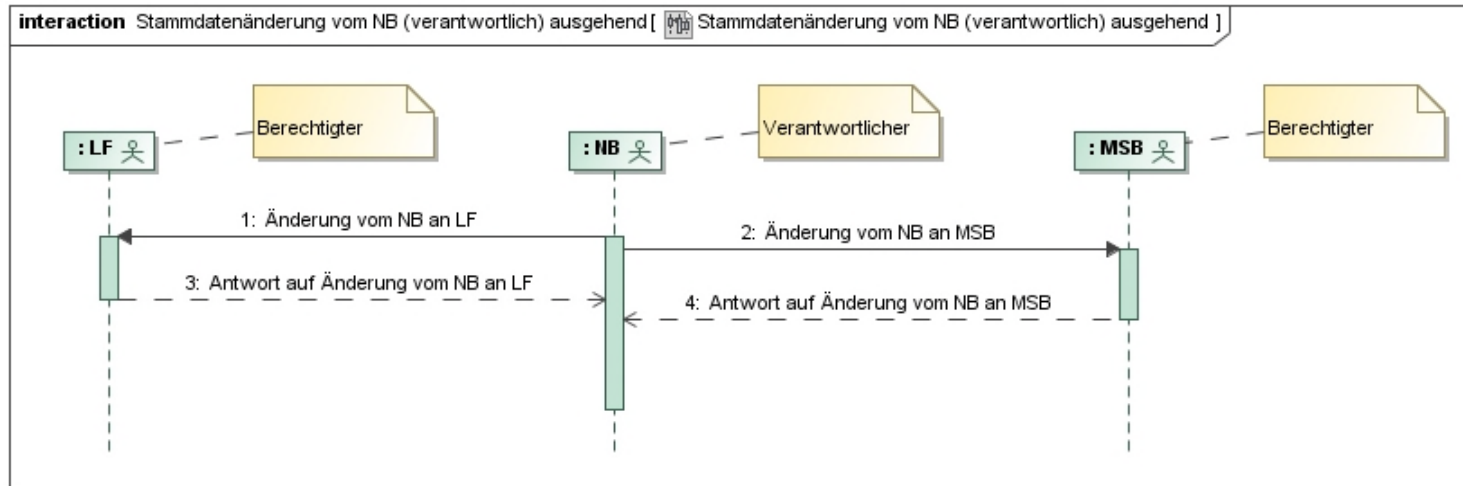 interaction Stammdatenänderung vom NB (verantwortlich) ausgehend[ Stammdatenänderung vom NB (verantwortlich) ausgehend ]
Berechtigter
Verantwortlicher
Berechtigter
: LF
: NB
: MSB
1: Änderung vom NB an LF
2: Änderung vom NB an MSB
3: Antwort auf Änderung vom NB an LF
4: Antwort auf Änderung vom NB an MSB